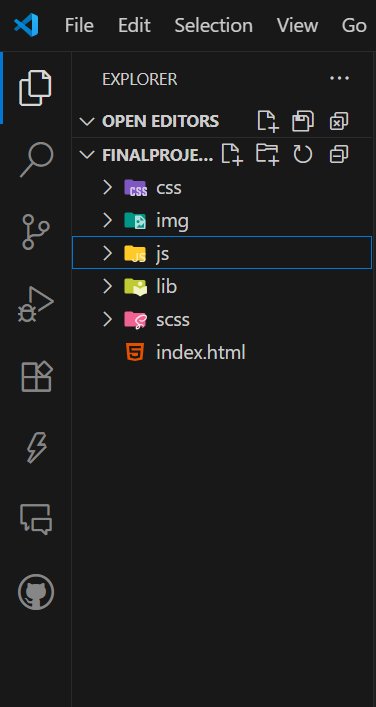 File Edit Selection View Go
EXPLORER
OPEN EDITORS
FINALPROJE...
css
img
js
lib
scss
index.html